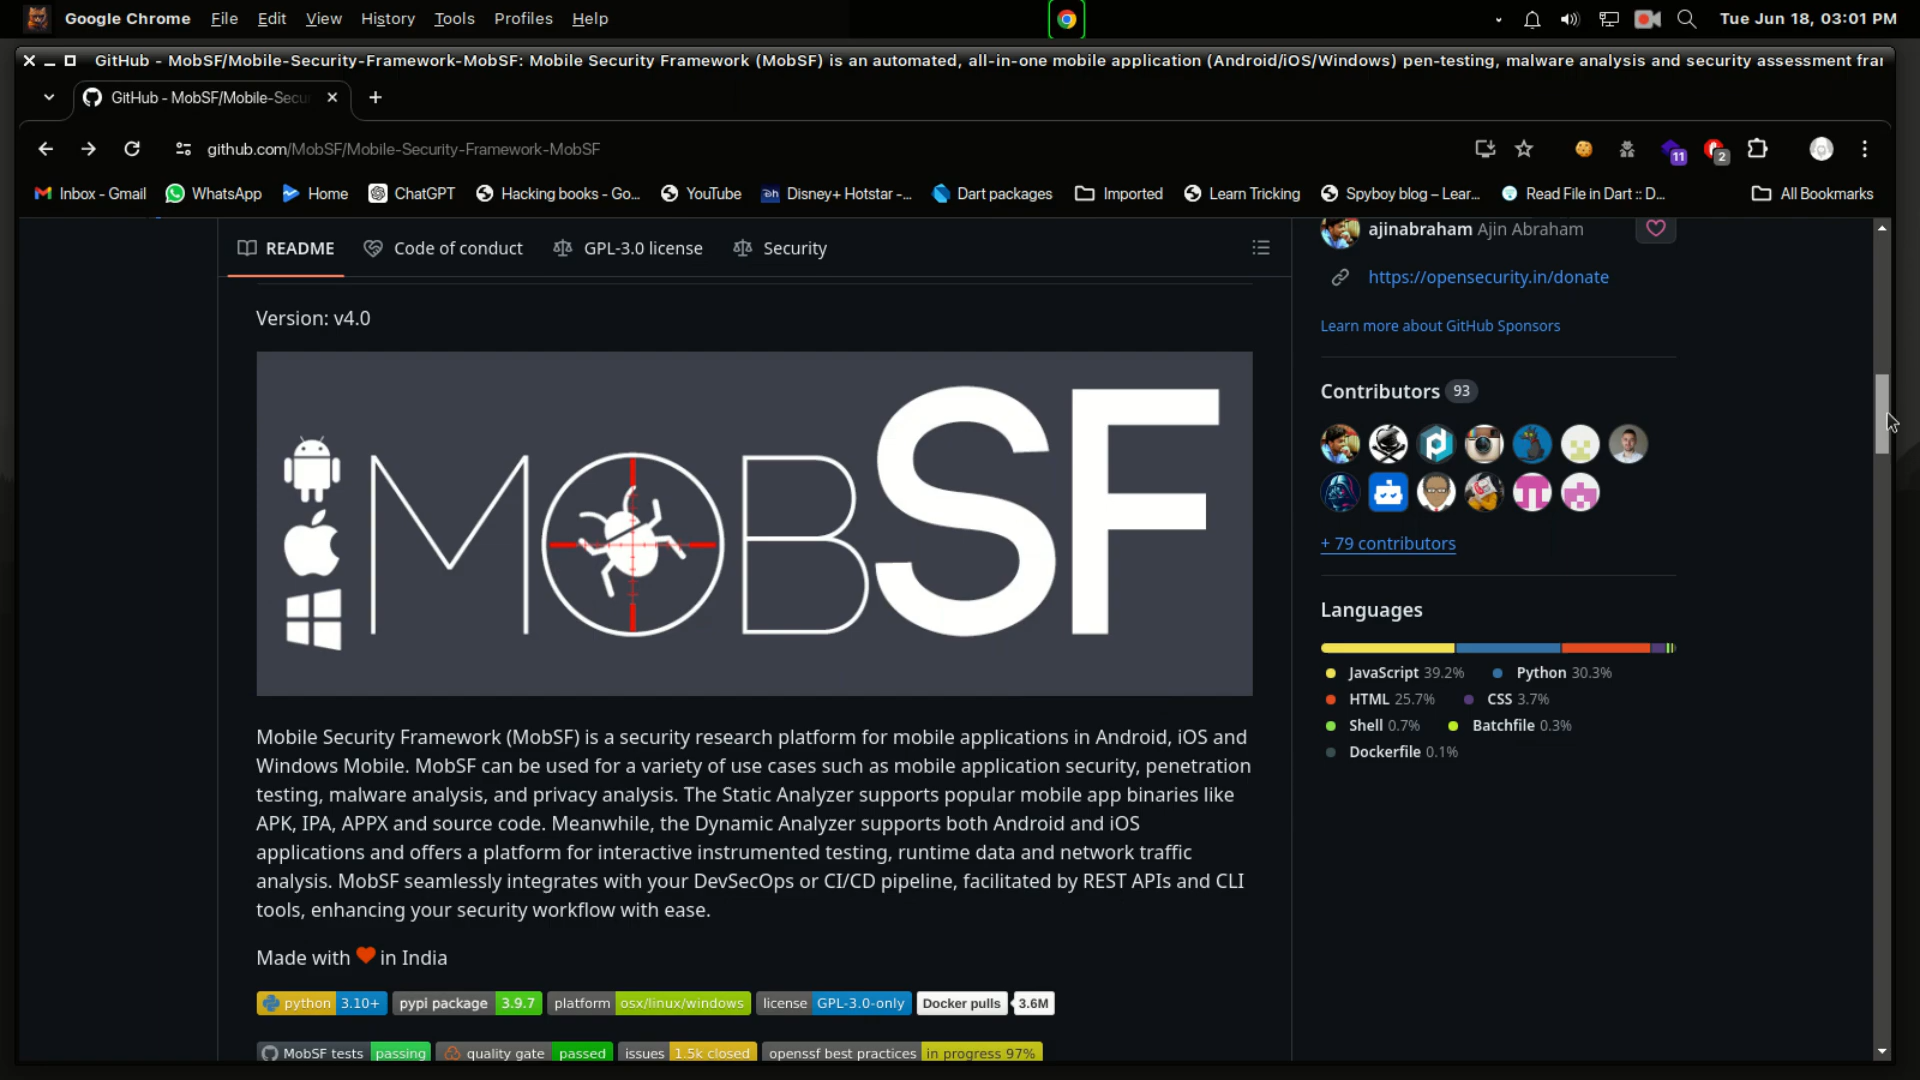 Google Chrome File Edit View History Tools Profiles Help Tue Jun 18, 03:01 PM
GitHub - MobSF/Mobile-Security-Framework-MobSF: Mobile Security Framework (MobSF) is an automated, all-in-one mobile application (Android/iOS/Windows) pen-testing, malware analysis and security assessment frar
GitHub - MobSF/Mobile-Secu
github.com/MobSF/Mobile-Security-Framework-MobSF 11 2
Inbox - Gmail WhatsApp Home ChatGPT Hacking books - Go... YouTube Disney+ Hotstar -... Dart packages Imported Learn Tricking Spyboy blog – Lear... Read File in Dart :: D... All Bookmarks
README Code of conduct GPL-3.0 license Security
Version: v4.0
MOBSF
Mobile Security Framework (MobSF) is a security research platform for mobile applications in Android, iOS and
Windows Mobile. MobSF can be used for a variety of use cases such as mobile application security, penetration
testing, malware analysis, and privacy analysis. The Static Analyzer supports popular mobile app binaries like
APK, IPA, APPX and source code. Meanwhile, the Dynamic Analyzer supports both Android and iOS
applications and offers a platform for interactive instrumented testing, runtime data and network traffic
analysis. MobSF seamlessly integrates with your DevSecOps or CI/CD pipeline, facilitated by REST APIs and CLI
tools, enhancing your security workflow with ease.
Made with ❤ in India
python 3.10+ pypi package 3.9.7 platform osx/linux/windows license GPL-3.0-only Docker pulls 3.6M
MobSF tests passing quality gate passed issues 1.5k closed openssf best practices in progress 97%
ajinabraham Ajin Abraham
https://opensecurity.in/donate
Learn more about GitHub Sponsors
Contributors 93
+ 79 contributors
Languages
JavaScript 39.2% Python 30.3%
HTML 25.7% CSS 3.7%
Shell 0.7% Batchfile 0.3%
Dockerfile 0.1%